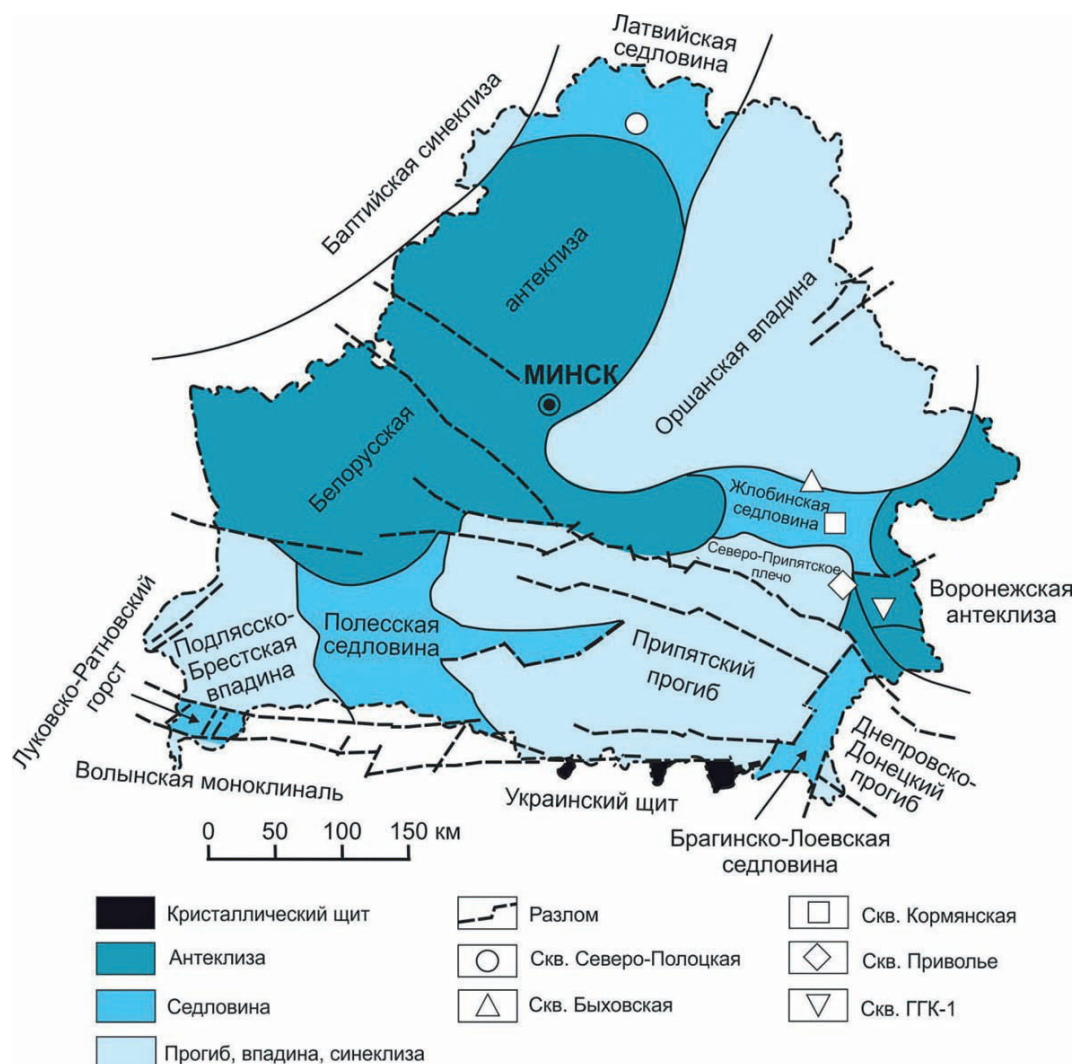 Латвийская
седловина
Балтийская синеклиза
антеклиза
Оршанская впадина
МИНСК
Белорусская
Жлобинская
седловина
Северо-Припятское
плечо
Воронежская
антеклиза
Луковско-Ратновский
горст
Подлясско-
Брестская
впадина
Полесская
седловина
Припятский
прогиб
Днепровско-
Донецкий
прогиб
Волынская моноклиналь
Украинский щит
Брагинско-Лоевская
седловина
0 50 100 150 км
Кристаллический щит
Антеклиза
Седловина
Прогиб, впадина, синеклиза
Разлом
Скв. Северо-Полоцкая
Скв. Быховская
Скв. Кормянская
Скв. Приволье
Скв. ГГК-1